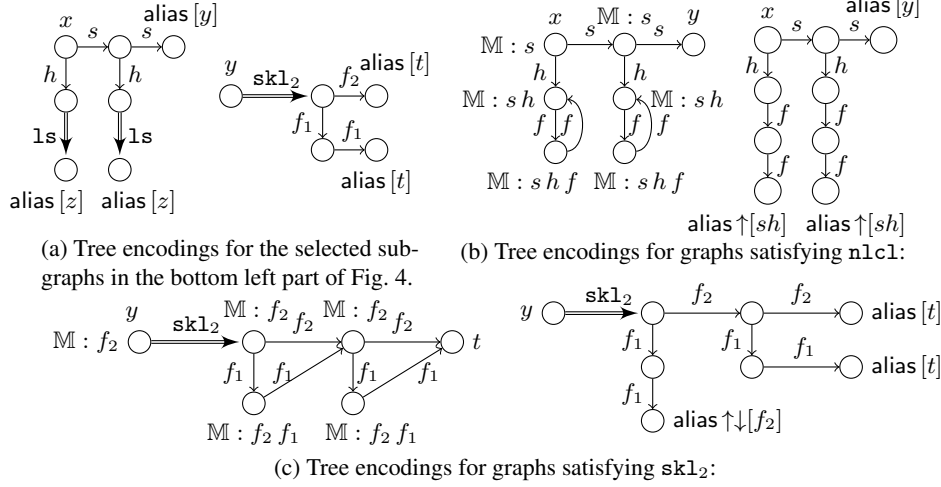 x s s alias [y]
h h
ls ls
alias [z] alias [z]
y skl₂ f₂ alias [t]
f₁ f₁
alias [t]
(a) Tree encodings for the selected sub-
graphs in the bottom left part of Fig. 4.
𝕄 : s x s 𝕄 : s s y
h h
𝕄 : s h 𝕄 : s h
f f f f
𝕄 : s h f 𝕄 : s h f
x s s alias [y]
h h
f f
f f
alias ↑[sh] alias ↑[sh]
(b) Tree encodings for graphs satisfying nlcl:
𝕄 : f₂ y skl₂ 𝕄 : f₂ f₂ 𝕄 : f₂ f₂ t
f₁ f₁ f₁ f₁
𝕄 : f₂ f₁ 𝕄 : f₂ f₁
y skl₂ f₂ f₂ alias [t]
f₁ f₁ f₁ alias [t]
f₁
alias ↑↓[f₂]
(c) Tree encodings for graphs satisfying skl₂: